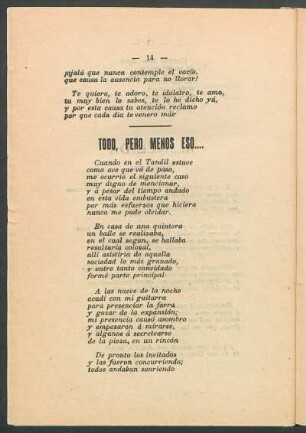 — 14 —
¡ojalá que nunca contemple el vacío,
que causa la ausencia para no llorar!
Te quiero, te adoro, te idolatro, te amo,
tu muy bien lo sabes, te lo he dicho yá,
y por esta causa tu atención reclamo
por que cada dia te venero más
TODO, PERO MENOS ESO....
Cuando en el Tandil estuve
como ave que vá de paso,
me ocurrió el siguiente caso
muy digno de mencionar,
y á pesar del tiempo andado
en esta vida embustera
por más esfuerzos que hiciera
nunca me pude olvidar.
En casa de una quintera
un baile se realizaba,
en el cual segun, se hallaba
resultaría colosal,
allí asistiría de aquella
sociedad lo más granado,
y entre tanto convidado
formé parte principal
A las nueve de la noche
acudí con mi guitarra
para presenciar la farra
y gozar de la expansión;
mi presencia causó asombro
y empesaron á mirarse,
y algunos á secretearse
de la pieza, en un rincón
De pronto los invitados
y las fueron concurriendo;
todos andaban sonriendo